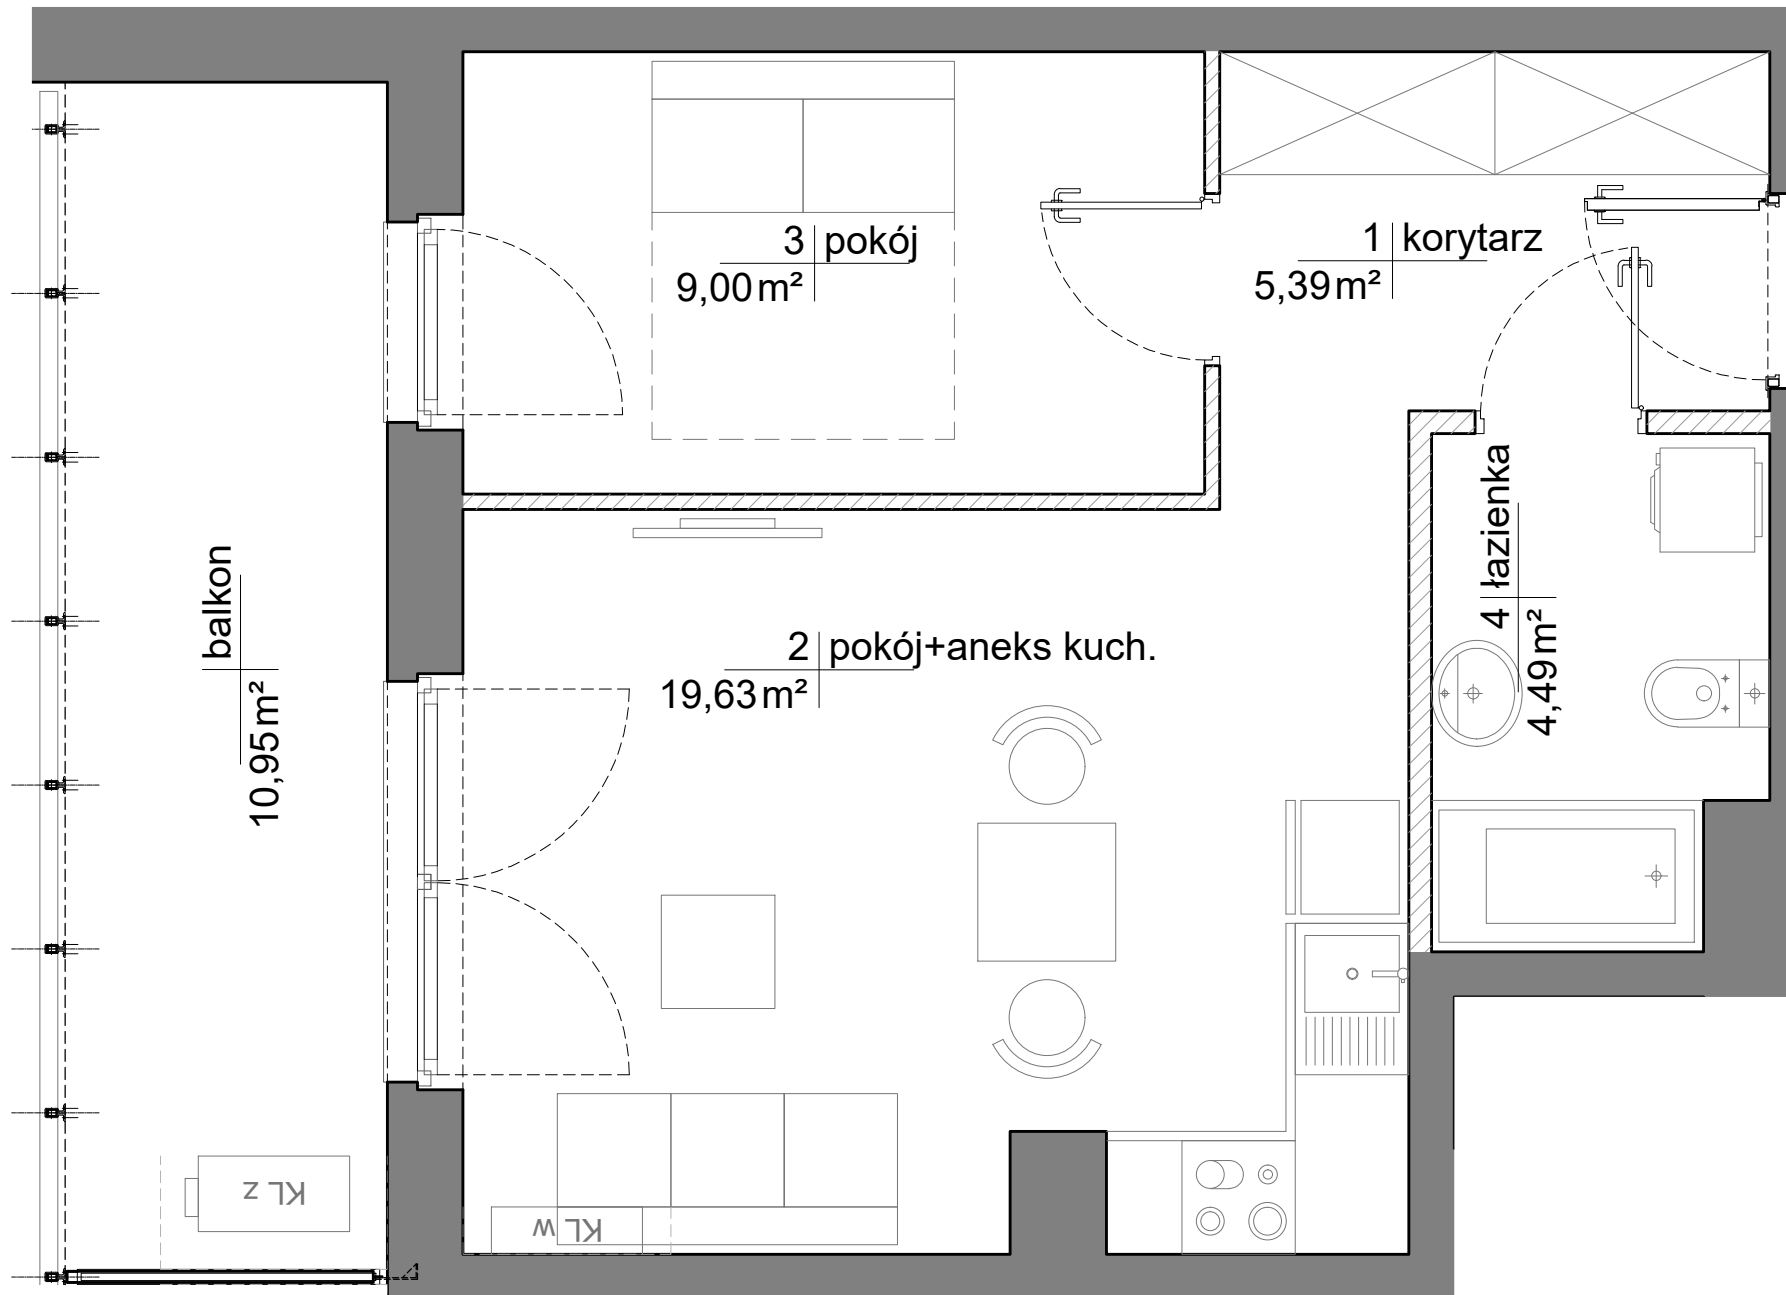 3 pokój
9,00 m²
1 korytarz
5,39 m²
balkon
10,95 m²
2 pokój+aneks kuch.
19,63 m²
4 łazienka
4,49 m²
KL z
KL w